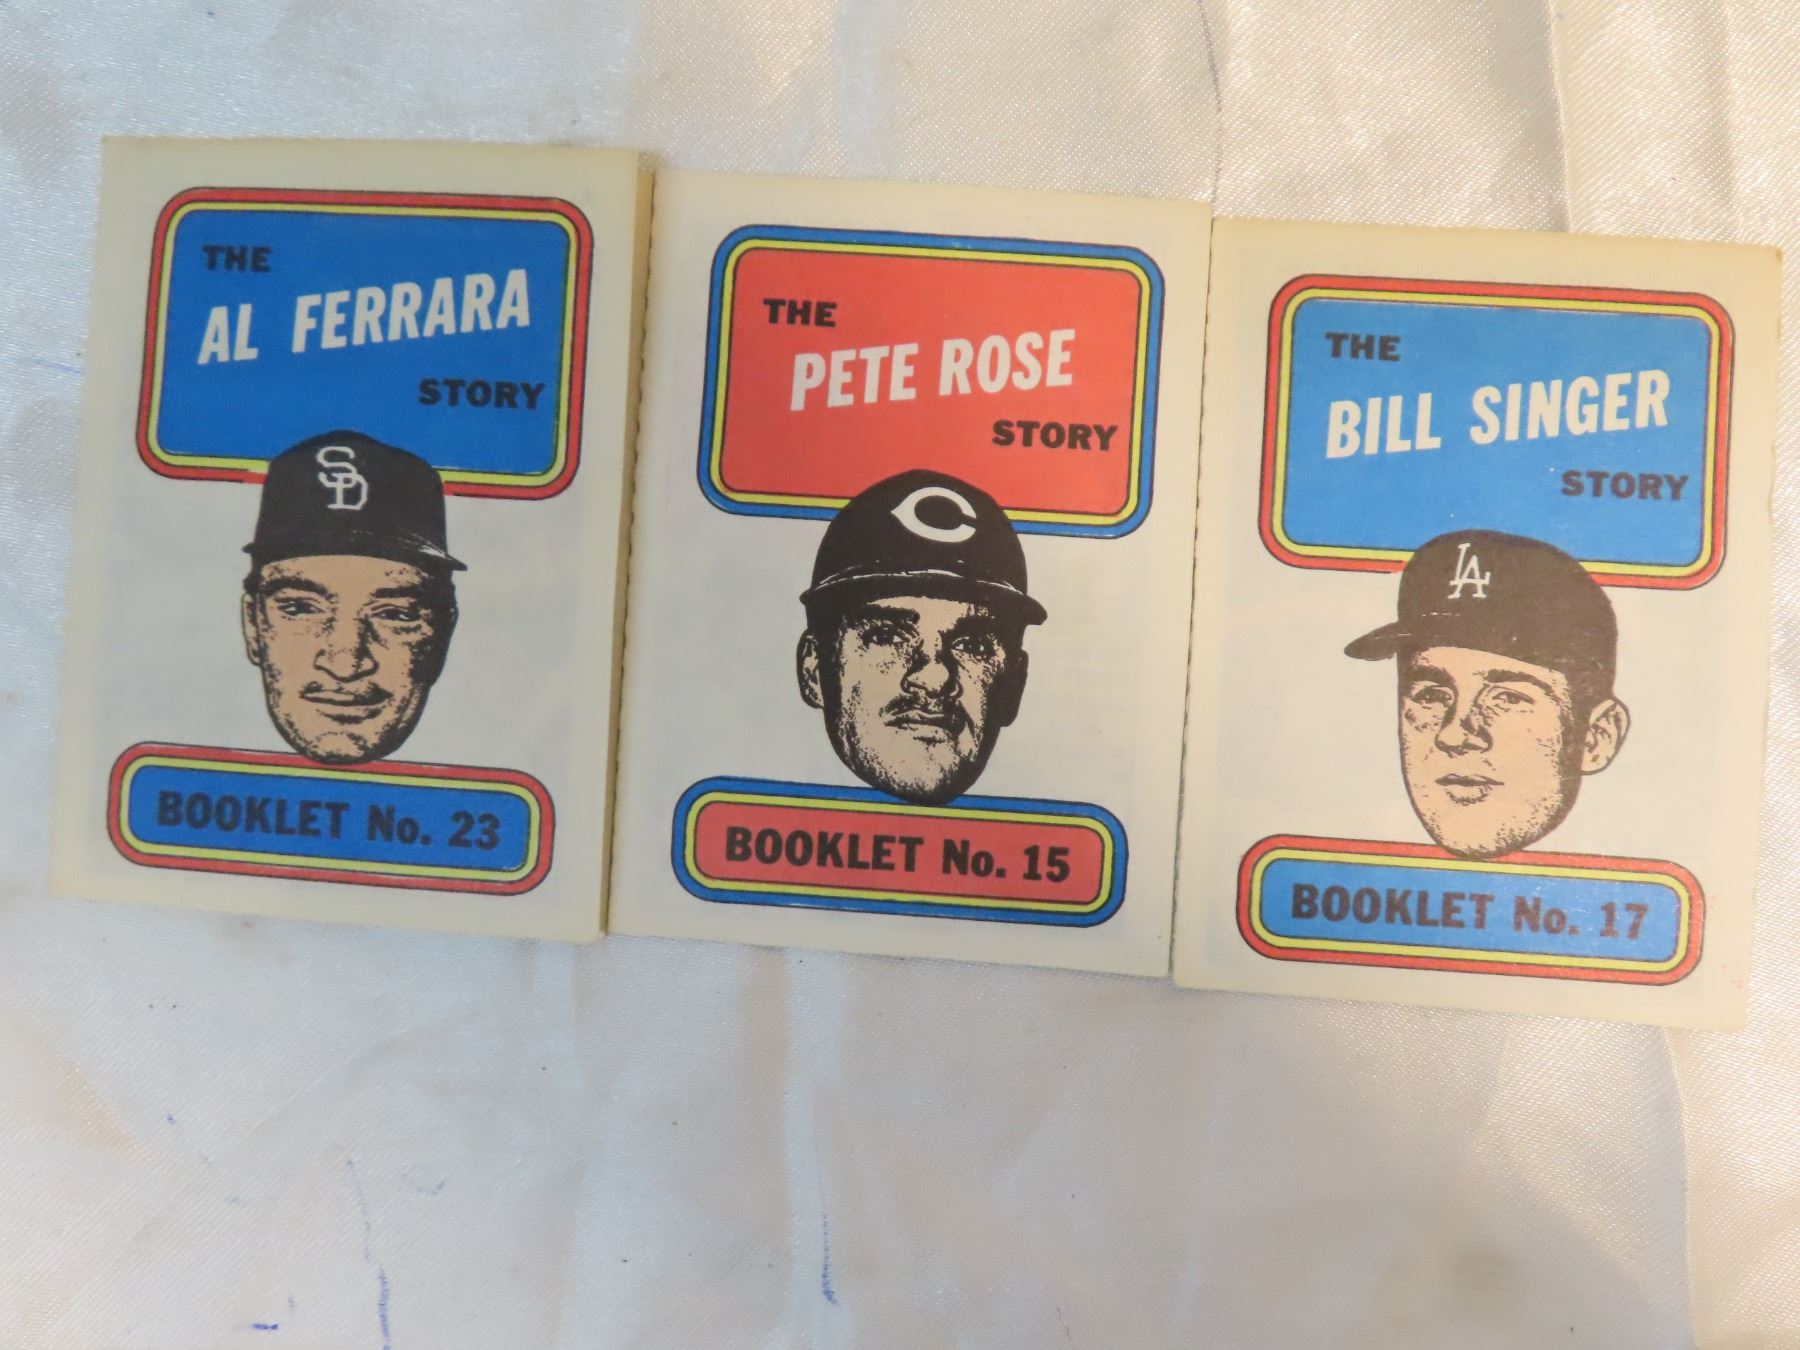 THE
AL FERRARA
STORY
SD
BOOKLET No. 23
THE
PETE ROSE
STORY
C
BOOKLET No. 15
THE
BILL SINGER
STORY
LA
BOOKLET No. 17